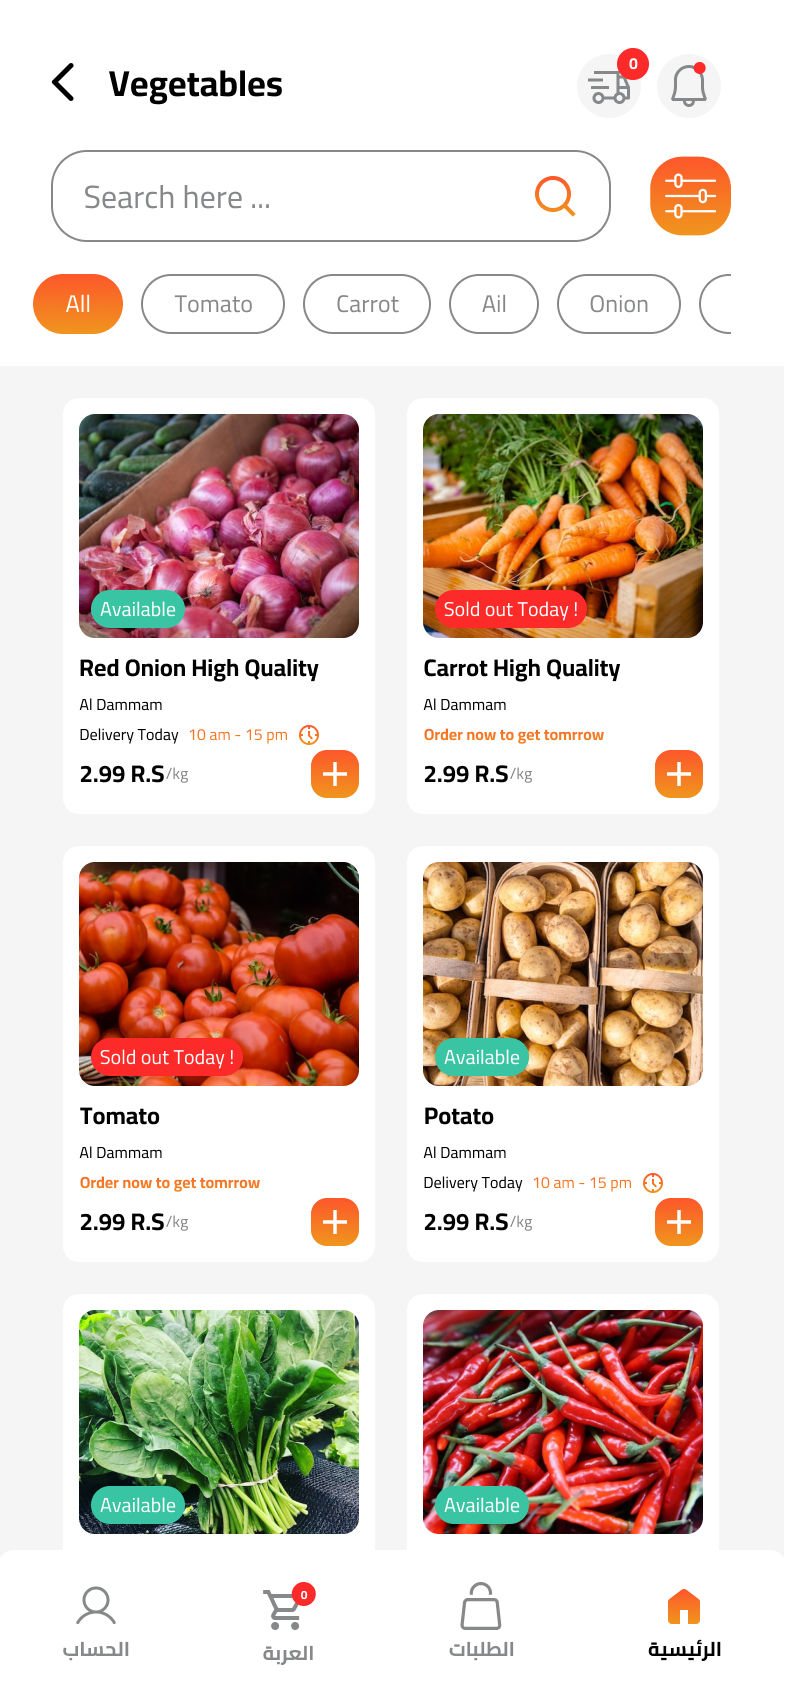 Vegetables
0
Search here ...
All
Tomato
Carrot
Ail
Onion
Available
Sold out Today !
Red Onion High Quality
Al Dammam
Delivery Today 10 am - 15 pm
2.99 R.S/kg
Carrot High Quality
Al Dammam
Order now to get tomrrow
2.99 R.S/kg
Sold out Today !
Available
Tomato
Al Dammam
Order now to get tomrrow
2.99 R.S/kg
Potato
Al Dammam
Delivery Today 10 am - 15 pm
2.99 R.S/kg
Available
Available
0
الحساب
العربة
الطلبات
الرئيسية